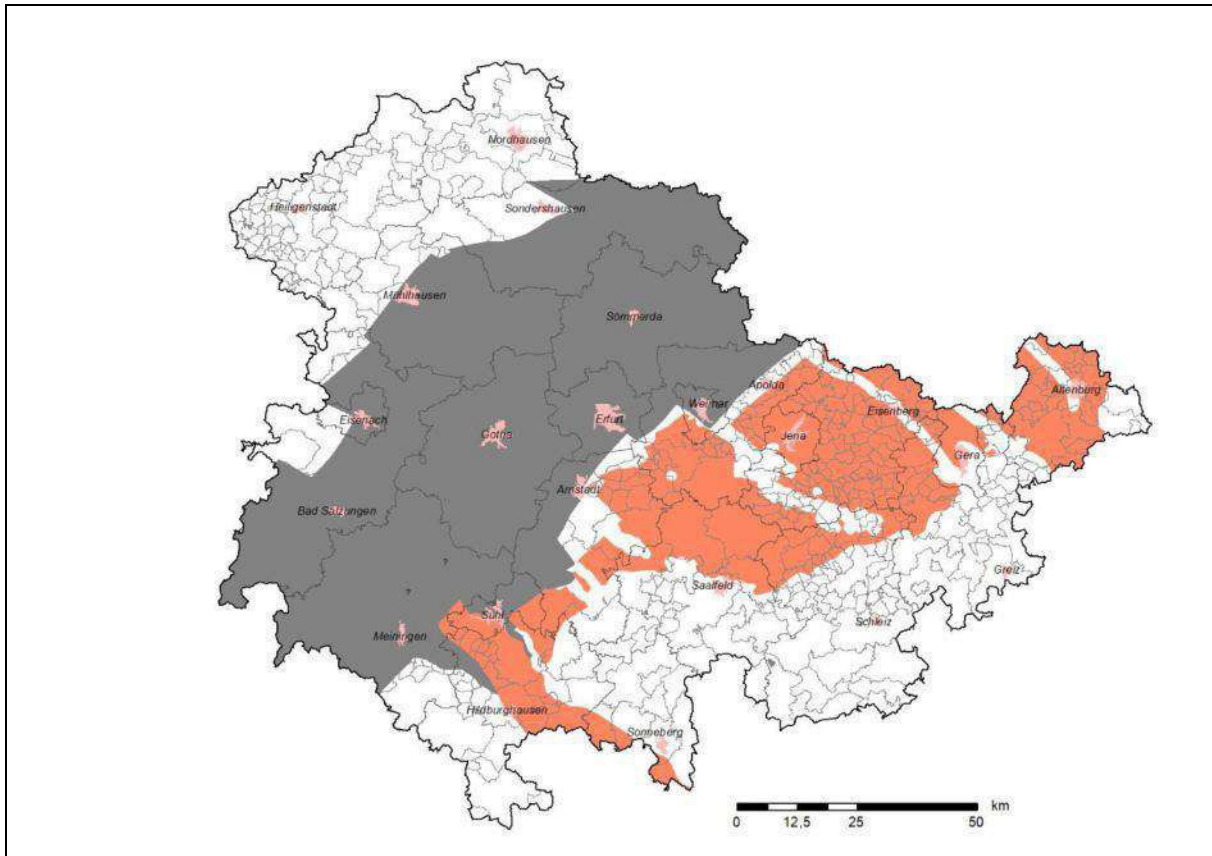 Nordhausen
Heiligenstadt
Sondershausen
Mühlhausen
Sömmerda
Apolda
Altenburg
Eisenach
Gotha
Erfurt
Weimar
Jena
Eisenberg
Gera
Arnstadt
Bad Salzungen
?
Greiz
Saalfeld
?
Suhl
Schleiz
Meiningen
Hildburghausen
Sonneberg
km
0 12,5 25 50